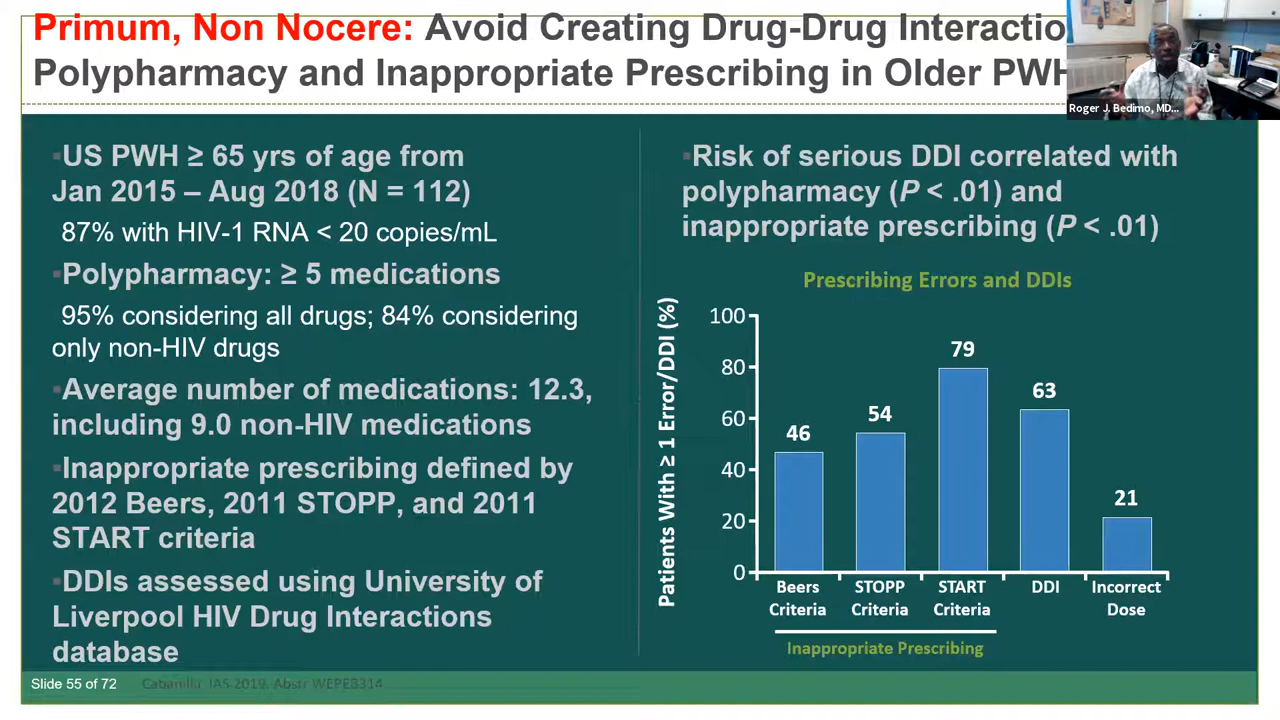 Primum, Non Nocere: Avoid Creating Drug-Drug Interactio
Polypharmacy and Inappropriate Prescribing in Older PWH
Roger J. Bedimo, MD...
▪US PWH ≥ 65 yrs of age from
Jan 2015 – Aug 2018 (N = 112)
87% with HIV-1 RNA < 20 copies/mL
▪Polypharmacy: ≥ 5 medications
95% considering all drugs; 84% considering
only non-HIV drugs
▪Average number of medications: 12.3,
including 9.0 non-HIV medications
▪Inappropriate prescribing defined by
2012 Beers, 2011 STOPP, and 2011
START criteria
▪DDIs assessed using University of
Liverpool HIV Drug Interactions
database
▪Risk of serious DDI correlated with
polypharmacy (P < .01) and
inappropriate prescribing (P < .01)
Prescribing Errors and DDIs
Patients With ≥ 1 Error/DDI (%)
100
80
60
40
20
0
46
54
79
63
21
Beers
Criteria
STOPP
Criteria
START
Criteria
DDI
Incorrect
Dose
Inappropriate Prescribing
Slide 55 of 72
IAS 2019. Abstr WEPEB314